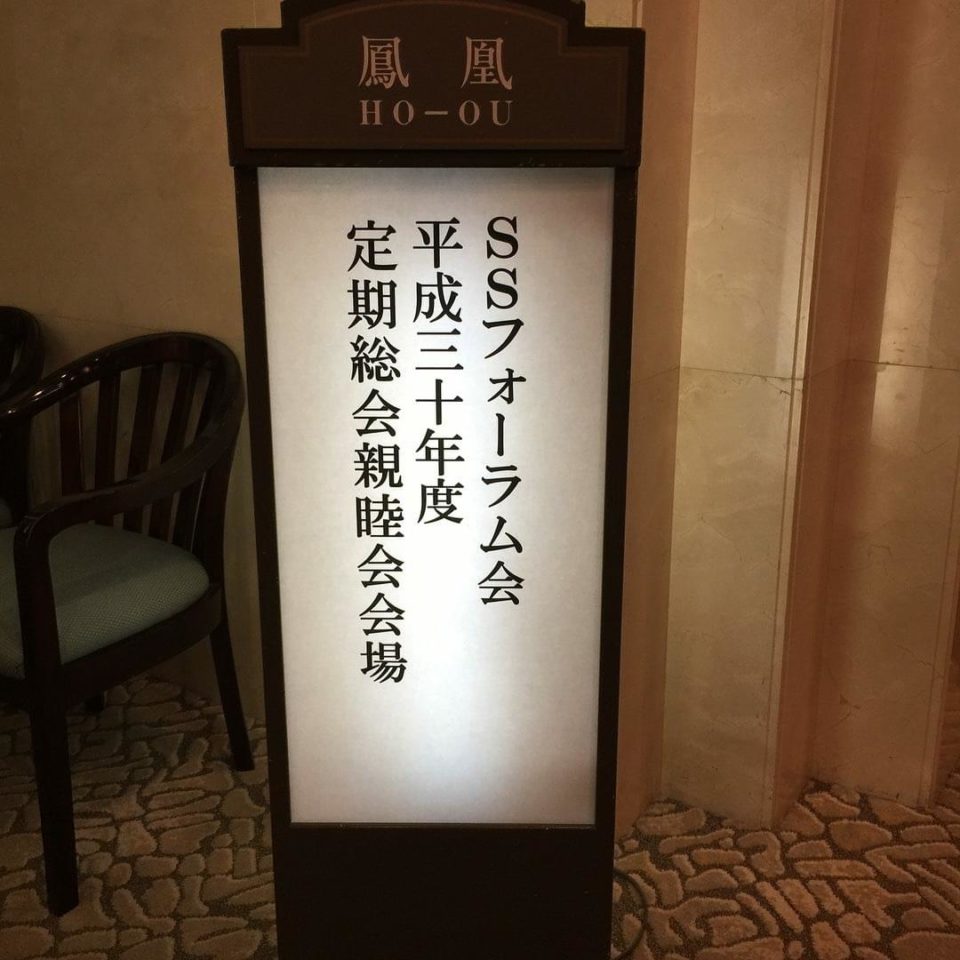 鳳凰
HO-OU
SSフォーラム会
平成三十年度
定期総会親睦会会場